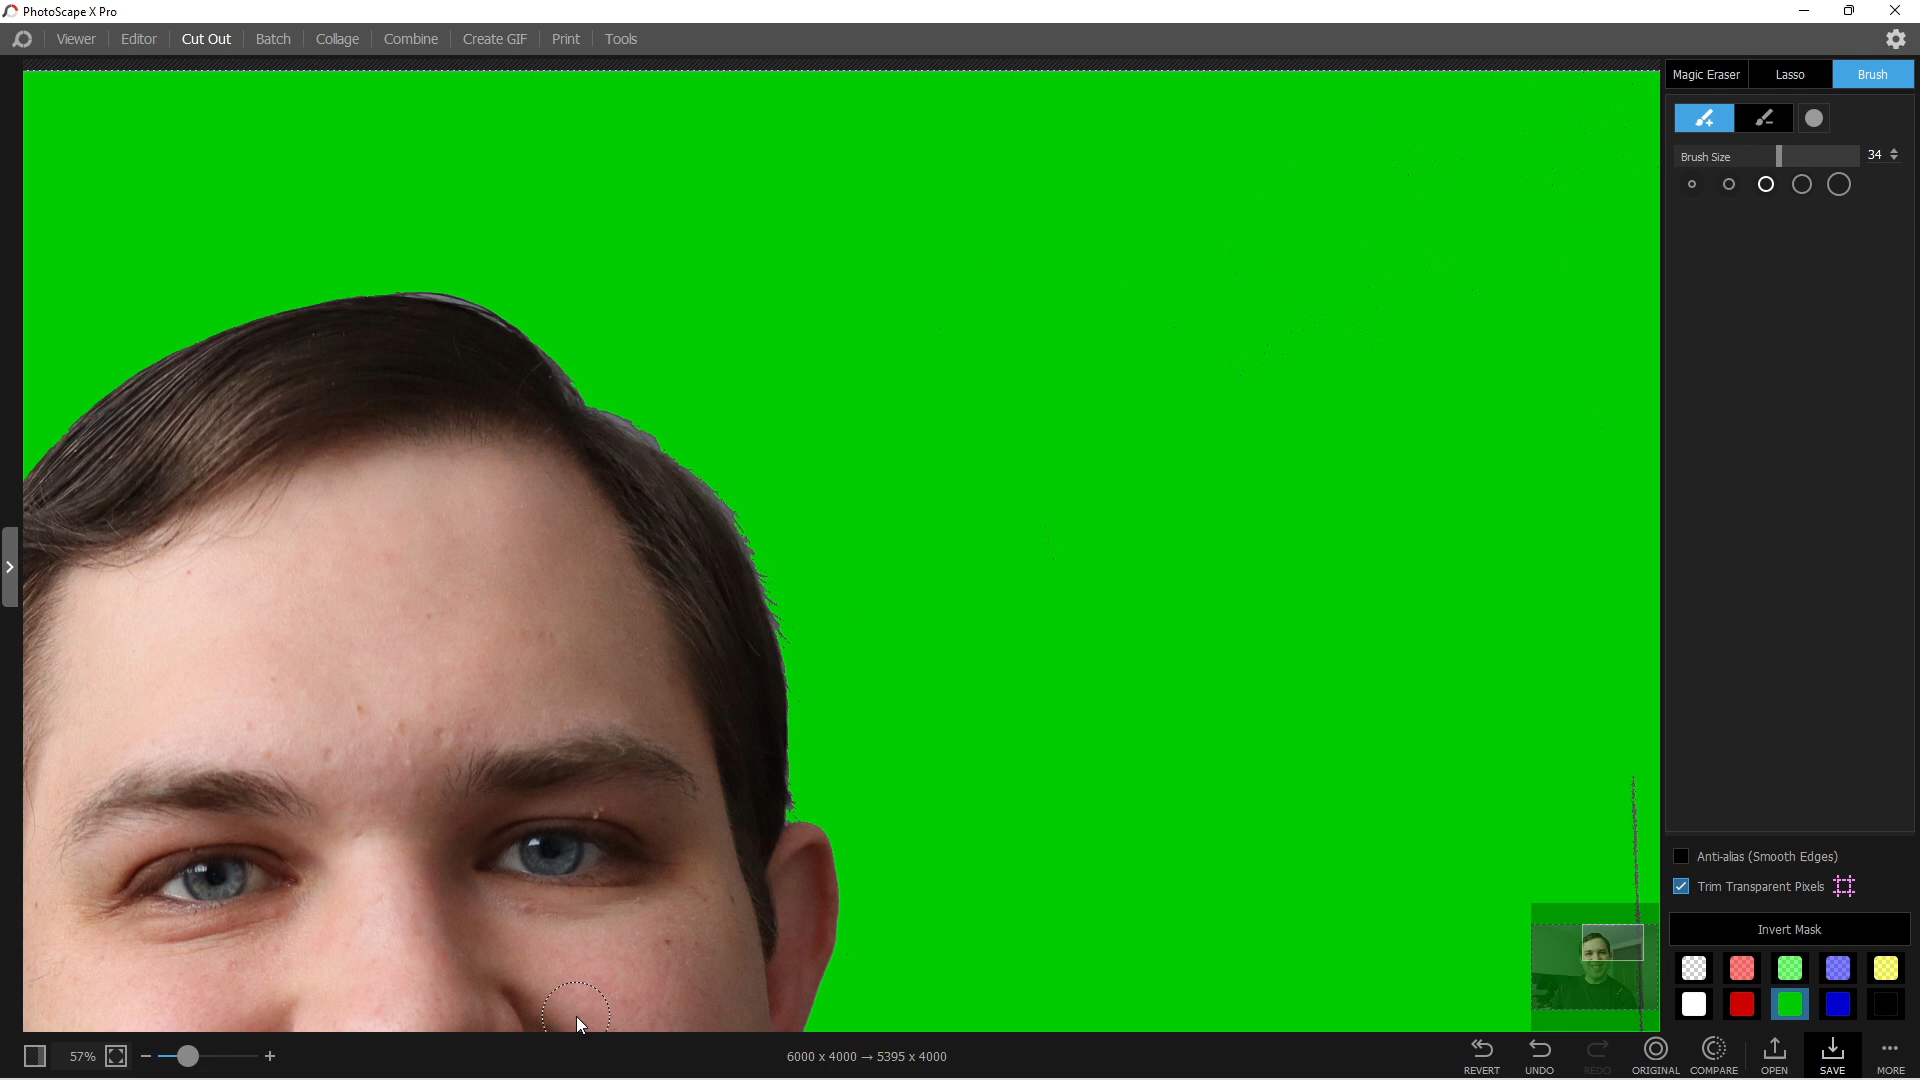 PhotoScape X Pro
Viewer Editor Cut Out Batch Collage Combine Create GIF Print Tools
Magic Eraser Lasso Brush
Brush Size 34
Anti-alias (Smooth Edges)
Trim Transparent Pixels
Invert Mask
57%
6000 x 4000 → 5395 x 4000
REVERT UNDO REDO ORIGINAL COMPARE OPEN SAVE MORE